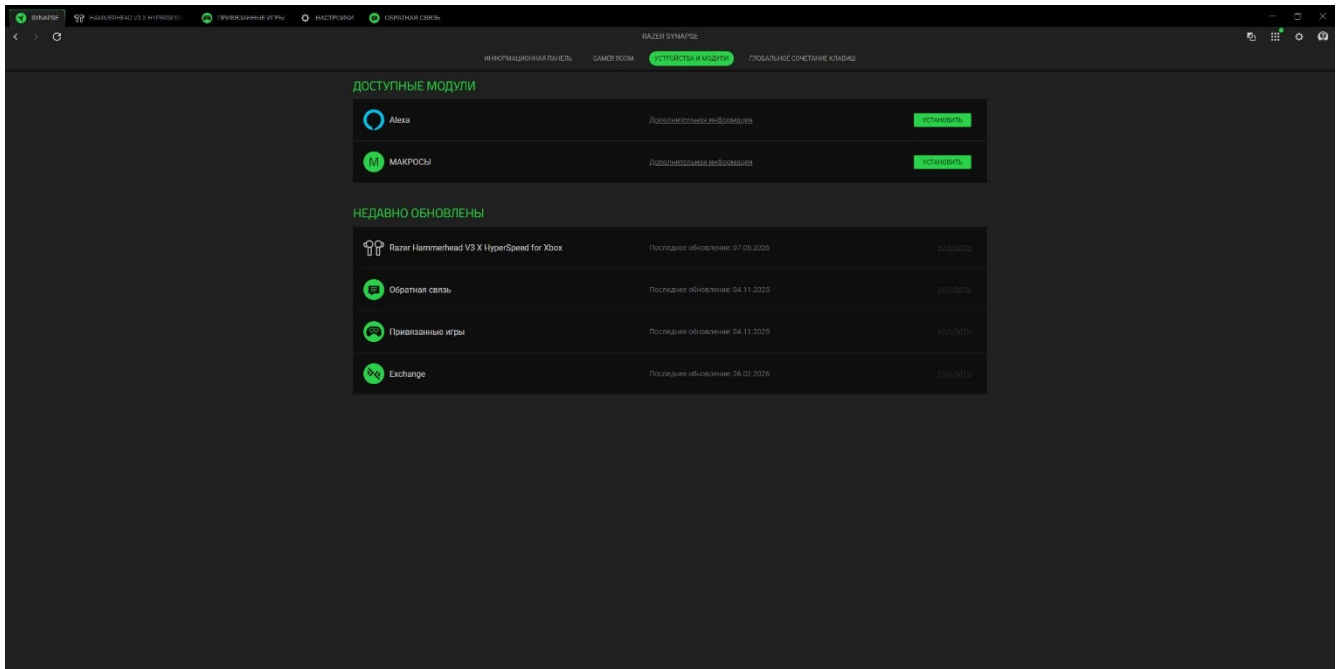 SYNAPSE HAMMERHEAD V3 X HYPERSPEE ПРИВЯЗАННЫЕ ИГРЫ НАСТРОЙКИ ОБРАТНАЯ СВЯЗЬ
RAZER SYNAPSE
ИНФОРМАЦИОННАЯ ПАНЕЛЬ GAMER ROOM УСТРОЙСТВА И МОДУЛИ ГЛОБАЛЬНОЕ СОЧЕТАНИЕ КЛАВИШ
ДОСТУПНЫЕ МОДУЛИ
Alexa Дополнительная информация УСТАНОВИТЬ
M МАКРОСЫ Дополнительная информация УСТАНОВИТЬ
НЕДАВНО ОБНОВЛЕНЫ
Razer Hammerhead V3 X HyperSpeed for Xbox Последнее обновление: 07.05.2026 УДАЛИТЬ
Обратная связь Последнее обновление: 04.11.2025 УДАЛИТЬ
Привязанные игры Последнее обновление: 04.11.2025 УДАЛИТЬ
Exchange Последнее обновление: 26.02.2026 УДАЛИТЬ